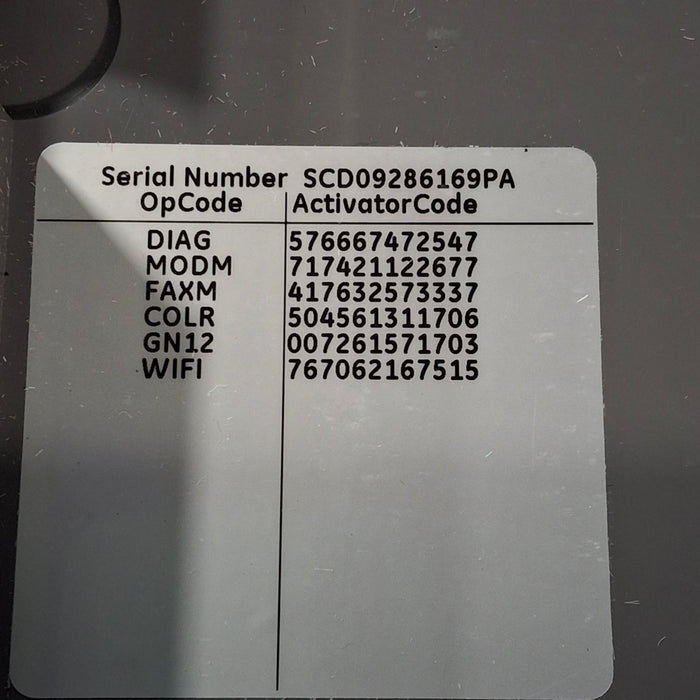 Serial Number SCD09286169PA
OpCode ActivatorCode
DIAG 576667472547
MODM 717421122677
FAXM 417632573337
COLR 504561311706
GN12 007261571703
WIFI 767062167515